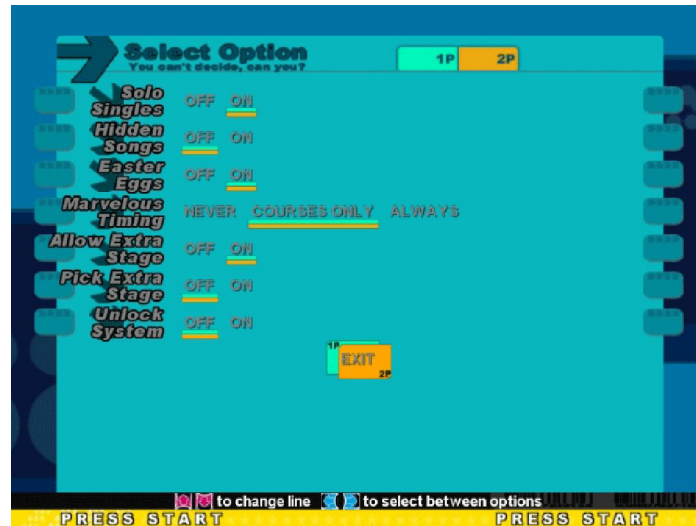 Select Option
You can't decide, can you?
1P 2P
Solo Singles OFF ON
Hidden Songs OFF ON
Easter Eggs OFF ON
Marvelous Timing NEVER COURSES ONLY ALWAYS
Allow Extra Stage OFF ON
Pick Extra Stage OFF ON
Unlock System OFF ON
1P
EXIT
2P
to change line to select between options
PRESS START PRESS START